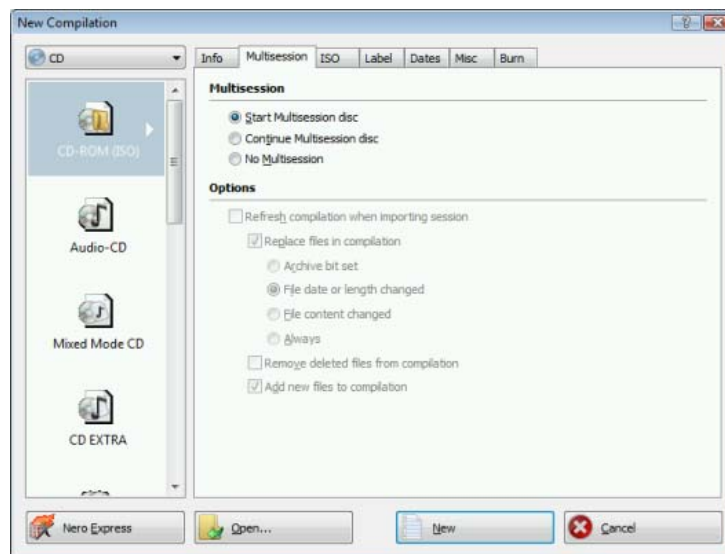 New Compilation
CD
Info Multisession ISO Label Dates Misc Burn
CD-ROM (ISO)
Audio-CD
Mixed Mode CD
CD EXTRA
Multisession
Start Multisession disc
Continue Multisession disc
No Multisession
Options
Refresh compilation when importing session
Replace files in compilation
Archive bit set
File date or length changed
File content changed
Always
Remove deleted files from compilation
Add new files to compilation
Nero Express
Open...
New
Cancel